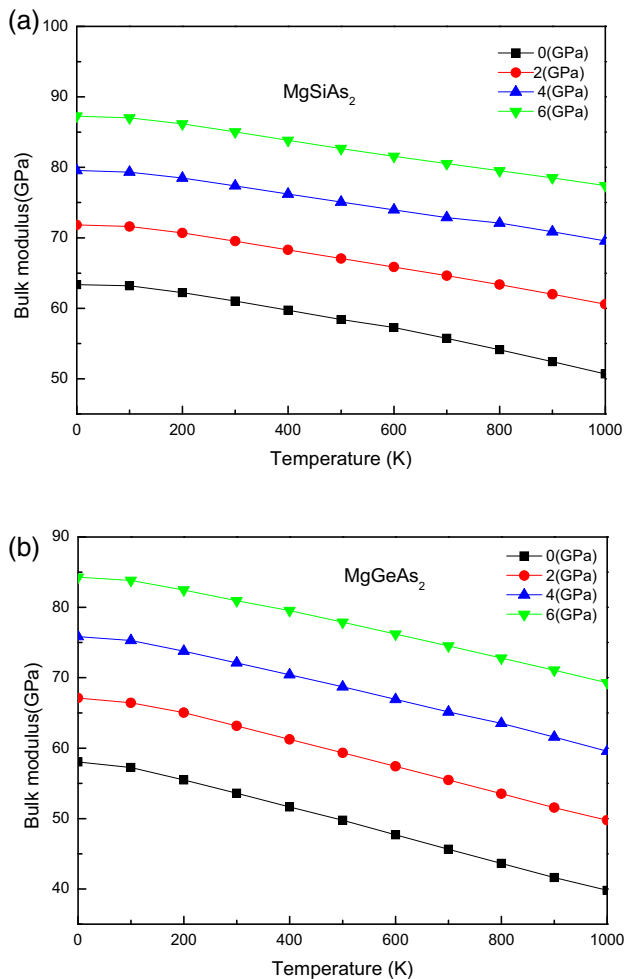 (a)
100
90
80
70
60
50
Bulk modulus(GPa)
MgSiAs2
0(GPa)
2(GPa)
4(GPa)
6(GPa)
0 200 400 600 800 1000
Temperature (K)
(b)
90
80
70
60
50
40
Bulk modulus(GPa)
MgGeAs2
0(GPa)
2(GPa)
4(GPa)
6(GPa)
0 200 400 600 800 1000
Temperature (K)